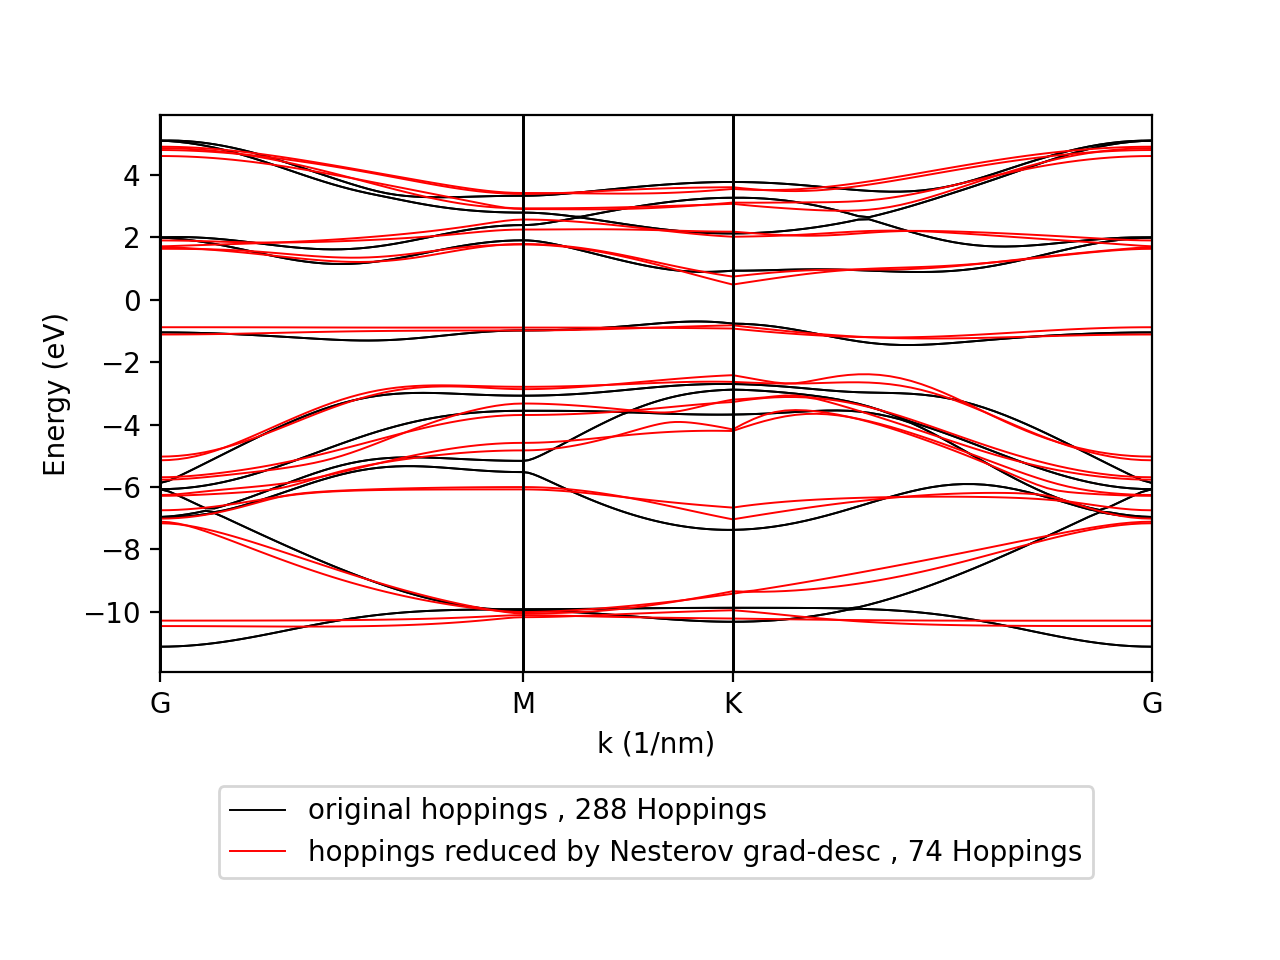 4
2
0
−2
−4
−6
−8
−10
Energy (eV)
G M K G
k (1/nm)
original hoppings , 288 Hoppings
hoppings reduced by Nesterov grad-desc , 74 Hoppings